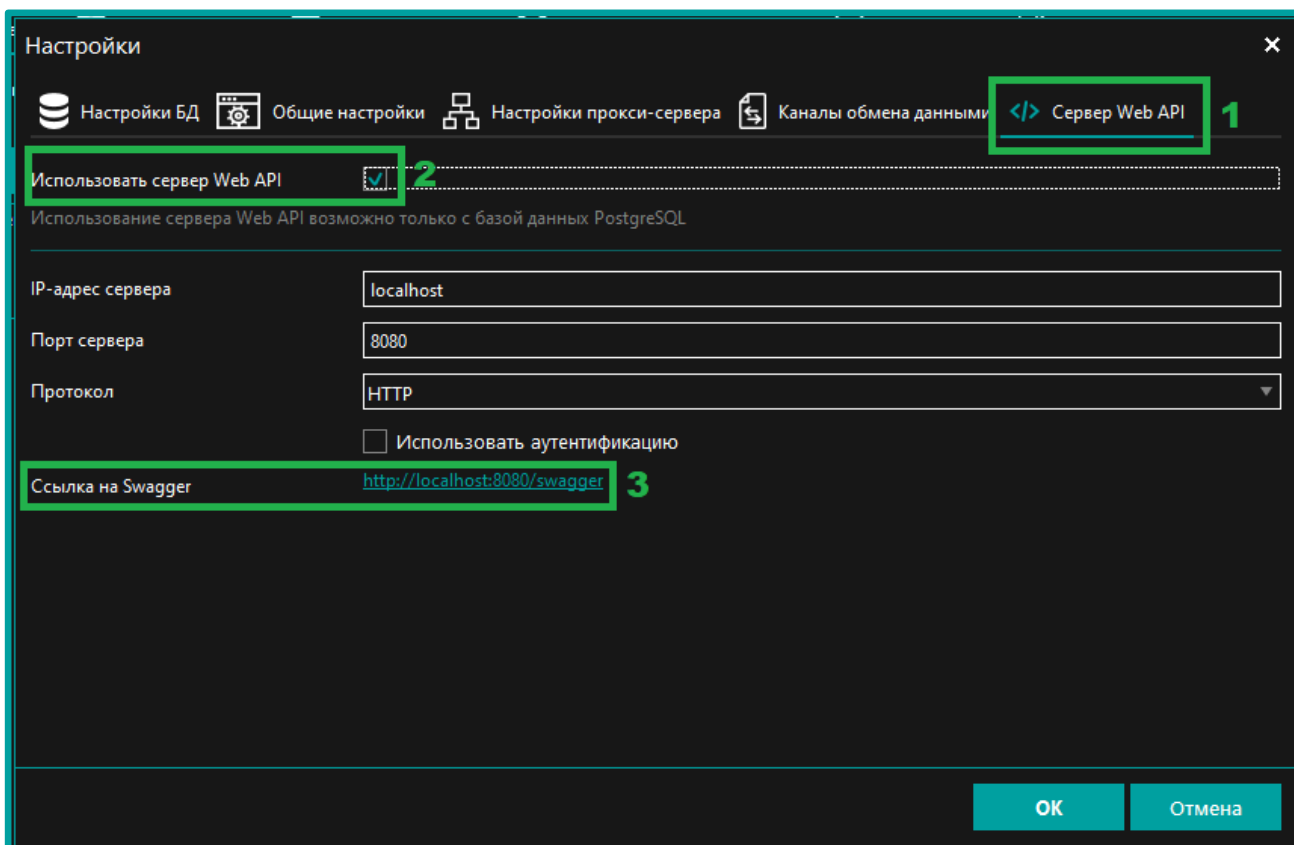 Настройки
Настройки БД Общие настройки Настройки прокси-сервера Каналы обмена данными </> Сервер Web API 1
Использовать сервер Web API 2
Использование сервера Web API возможно только с базой данных PostgreSQL
IP-адрес сервера localhost
Порт сервера 8080
Протокол HTTP
Использовать аутентификацию
Ссылка на Swagger http://localhost:8080/swagger 3
ОК Отмена